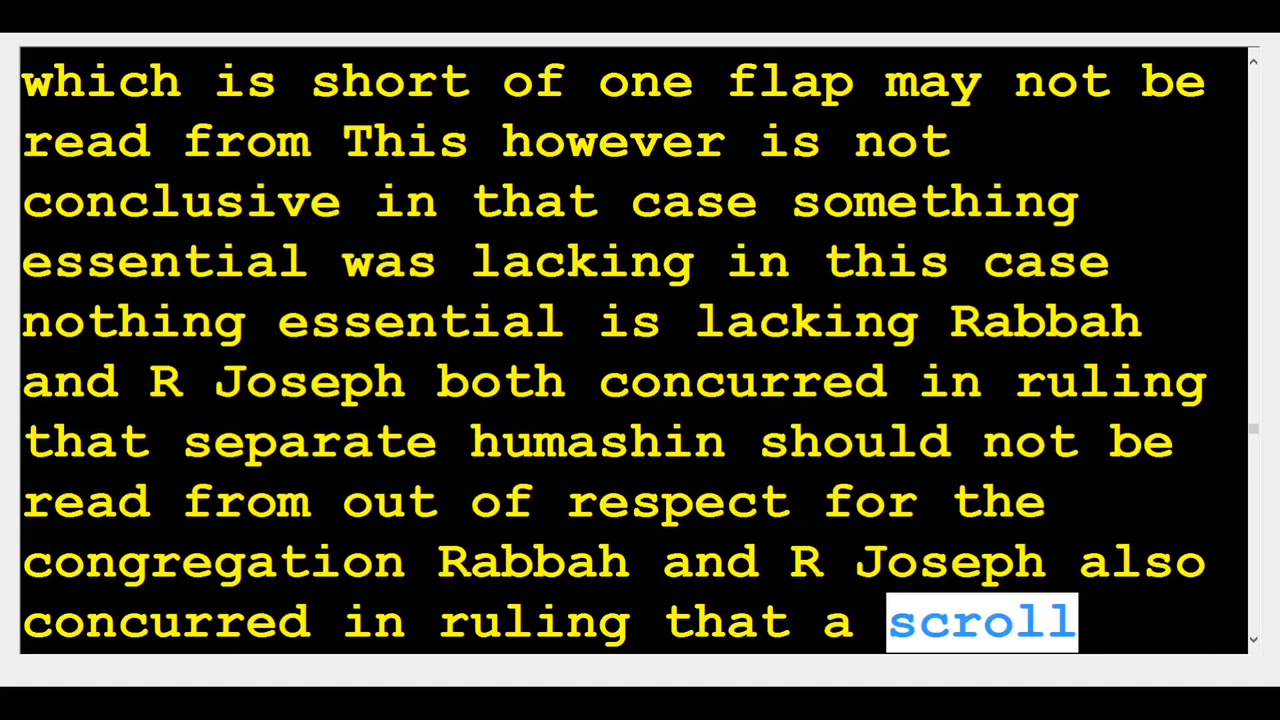 which is short of one flap may not be
read from This however is not
conclusive in that case something
essential was lacking in this case
nothing essential is lacking Rabbah
and R Joseph both concurred in ruling
that separate humashin should not be
read from out of respect for the
congregation Rabbah and R Joseph also
concurred in ruling that a scroll